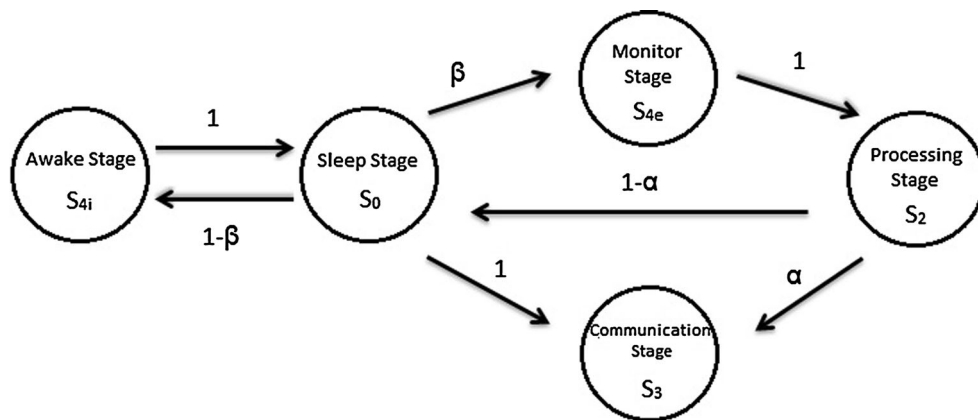 Awake Stage
S4i
1
1-β
Sleep Stage
S0
β
Monitor
Stage
S4e
1
Processing
Stage
S2
1-α
1
α
Communication
Stage
S3